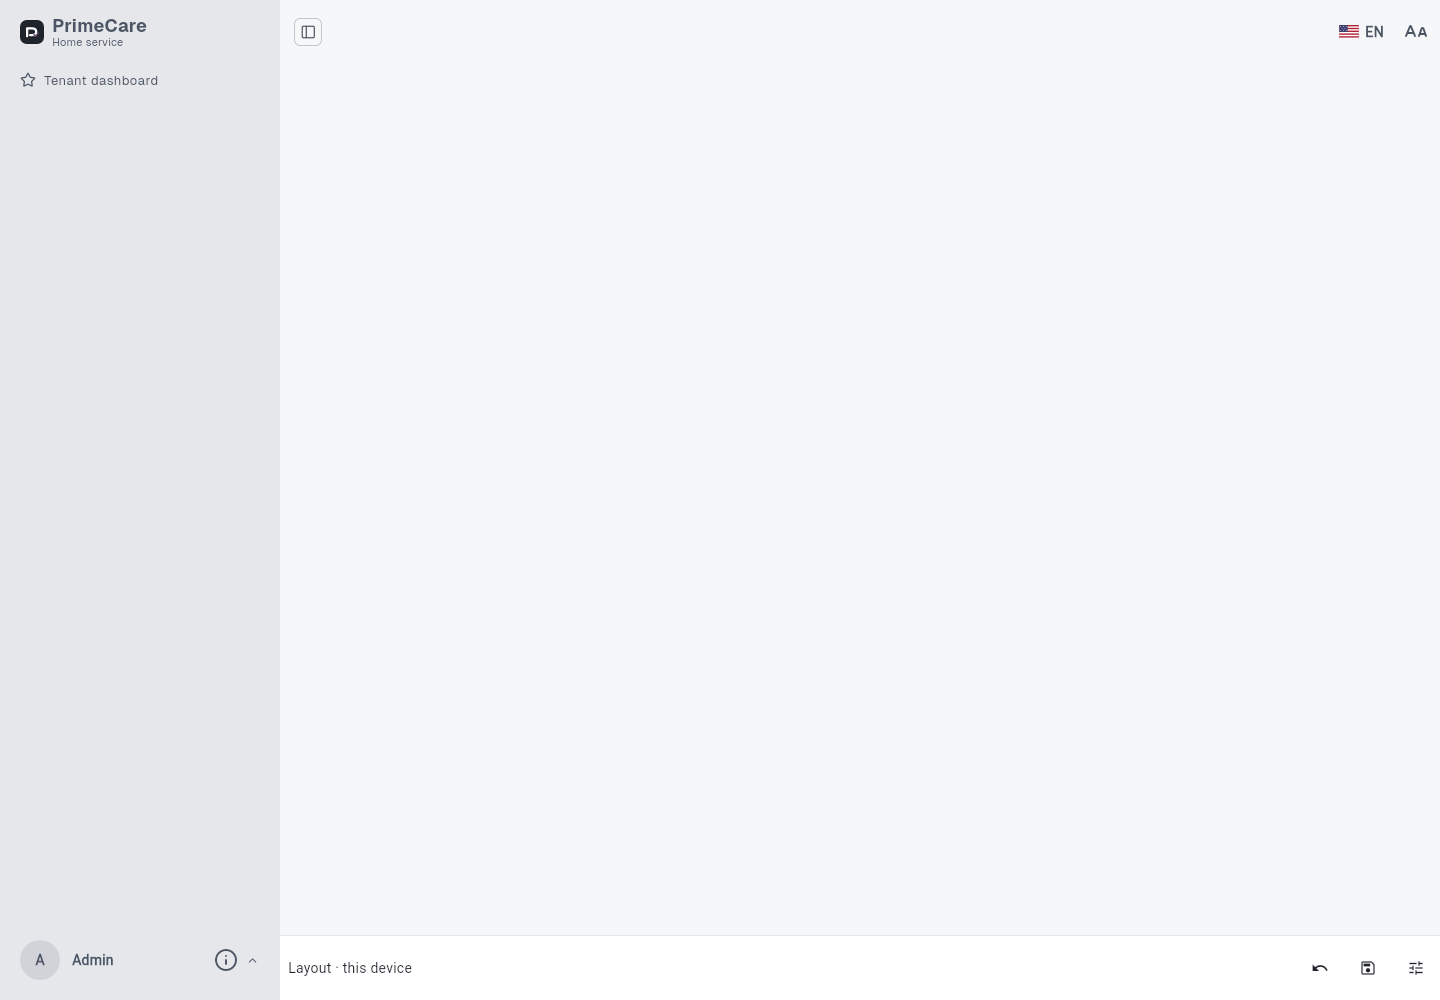 PrimeCare
Home service
Tenant dashboard
EN
AA
A
Admin
Layout · this device